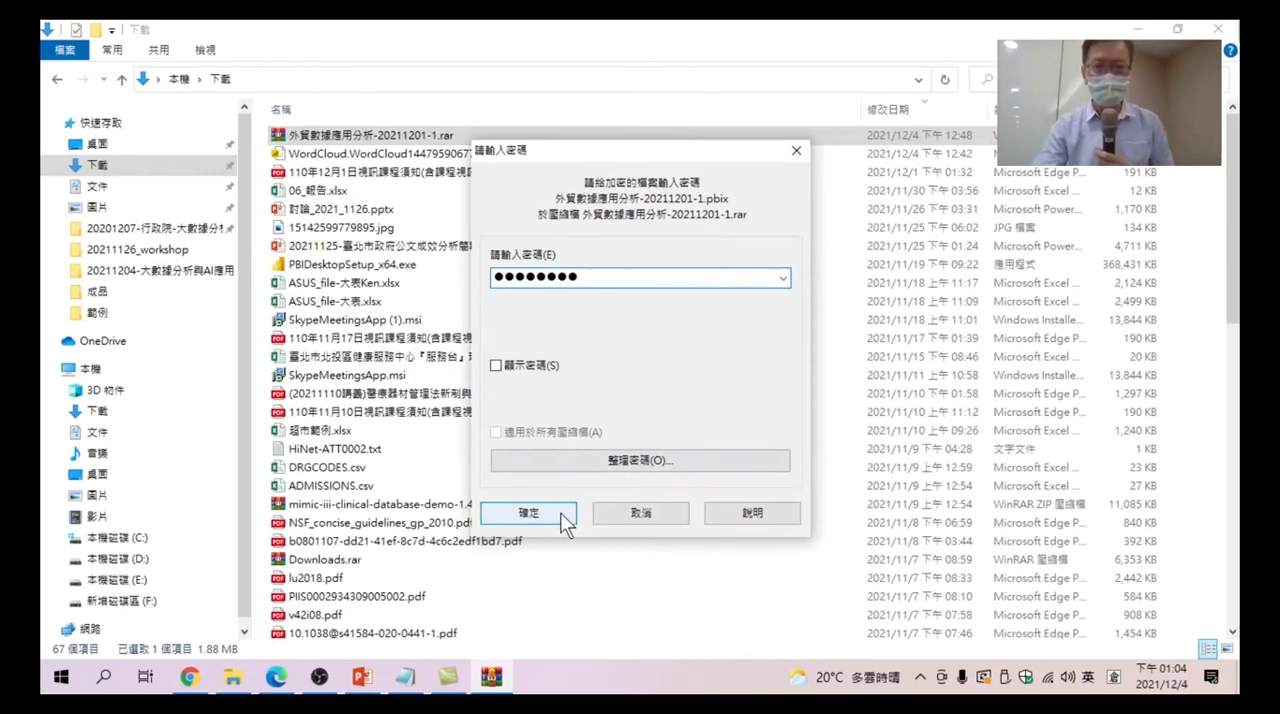 下載
檔案 常用 共用 檢視
本機 › 下載
名稱 修改日期
快速存取
桌面
下載
文件
圖片
20201207-行政院-大數據分
20211126_workshop
20211204-大數據分析與AI應用
成品
範例
OneDrive
本機
3D 物件
下載
文件
音樂
桌面
圖片
影片
本機磁碟 (C:)
本機磁碟 (D:)
本機磁碟 (E:)
新增磁碟區 (F:)
網路
外貿數據應用分析-20211201-1.rar 2021/12/4 下午 12:48
WordCloud.WordCloud144795906 2021/12/4 下午 12:42
110年12月1日視訊課程須知(含課程 2021/12/1 下午 01:32 Microsoft Edge P... 191 KB
06_報告.xlsx 2021/11/30 下午 03:56 Microsoft Excel ... 12 KB
討論_2021_1126.pptx 2021/11/26 下午 03:31 Microsoft Power... 1,170 KB
15142599779895.jpg 2021/11/25 下午 06:02 JPG 檔案 134 KB
20211125-臺北市政府公文成效分析簡 2021/11/25 下午 01:24 Microsoft Power... 4,711 KB
PBIDesktopSetup_x64.exe 2021/11/19 下午 09:22 應用程式 368,431 KB
ASUS_file-大表Ken.xlsx 2021/11/18 上午 11:17 Microsoft Excel ... 2,124 KB
ASUS_file-大表.xlsx 2021/11/18 上午 11:09 Microsoft Excel ... 2,499 KB
SkypeMeetingsApp (1).msi 2021/11/18 上午 11:01 Windows Installe... 13,844 KB
110年11月17日視訊課程須知(含課程 2021/11/17 下午 01:39 Microsoft Edge P... 190 KB
臺北市北投區健康服務中心『服務台』 2021/11/15 下午 08:46 Microsoft Excel ... 20 KB
SkypeMeetingsApp.msi 2021/11/11 上午 10:58 Windows Installe... 13,844 KB
(20211110講義)醫療器材管理法新制與 2021/11/10 下午 01:58 Microsoft Edge P... 1,297 KB
110年11月10日視訊課程須知(含課程 2021/11/10 上午 11:12 Microsoft Edge P... 190 KB
超市範例.xlsx 2021/11/10 上午 09:26 Microsoft Excel ... 1,240 KB
HiNet-ATT0002.txt 2021/11/9 下午 04:28 文字文件 1 KB
DRGCODES.csv 2021/11/9 上午 12:59 Microsoft Excel ... 23 KB
ADMISSIONS.csv 2021/11/9 上午 12:54 Microsoft Excel ... 27 KB
mimic-iii-clinical-database-demo-1.4 2021/11/9 上午 12:54 WinRAR ZIP 壓縮檔 11,085 KB
NSF_concise_guidelines_gp_2010.pdf 2021/11/8 下午 06:59 Microsoft Edge P... 840 KB
b0801107-dd21-41ef-8c7d-4c6c2edf1bd7.pdf 2021/11/8 下午 03:44 Microsoft Edge P... 392 KB
Downloads.rar 2021/11/7 下午 08:59 WinRAR 壓縮檔 6,353 KB
lu2018.pdf 2021/11/7 下午 08:33 Microsoft Edge P... 2,442 KB
PIIS0002934309005002.pdf 2021/11/7 下午 08:10 Microsoft Edge P... 584 KB
v42i08.pdf 2021/11/7 下午 07:58 Microsoft Edge P... 908 KB
10.1038@s41584-020-0441-1.pdf 2021/11/7 下午 07:46 Microsoft Edge P... 1,454 KB
請輸入密碼
請給加密的檔案輸入密碼
外貿數據應用分析-20211201-1.pbix
於壓縮檔 外貿數據應用分析-20211201-1.rar
請輸入密碼(E)
顯示密碼(S)
適用於所有壓縮檔(A)
整理密碼(O)...
確定 取消 說明
67 個項目 已選取 1 個項目 1.88 MB
20°C 多雲時晴 英 倉 下午 01:04
2021/12/4